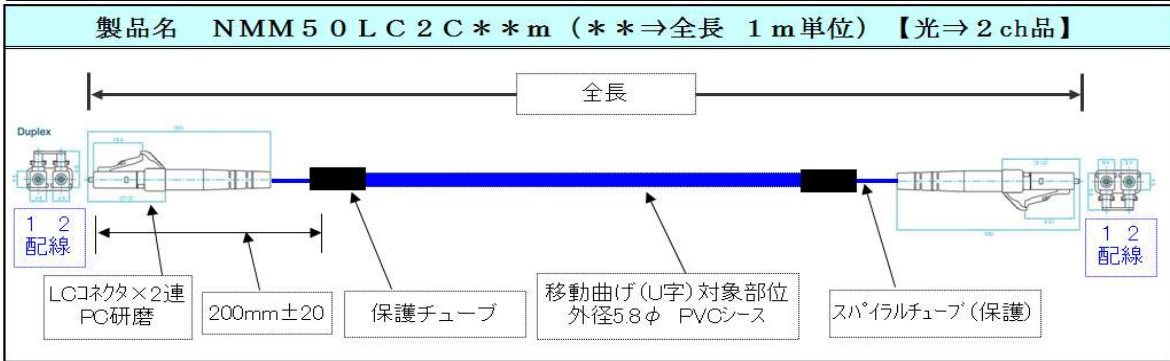 製品名 NMM50LC2C**m (**⇒全長 1m単位) 【光⇒2ch品】
全長
Duplex
1 2
配線
1 2
配線
LCコネクタ×2連
PC研磨
200mm±20
保護チューブ
移動曲げ(U字)対象部位
外径5.8φ PVCシース
スパイラルチューブ(保護)